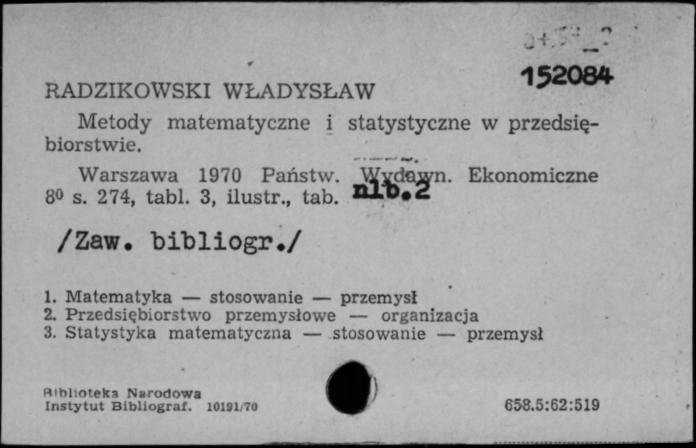 152084
RADZIKOWSKI WŁADYSŁAW
Metody matematyczne i statystyczne w przedsię-
biorstwie.
Warszawa 1970 Państw. Wydawn. Ekonomiczne
8⁰ s. 274, tabl. 3, ilustr., tab. nlb.2
/Zaw. bibliogr./
1. Matematyka — stosowanie — przemysł
2. Przedsiębiorstwo przemysłowe — organizacja
3. Statystyka matematyczna — stosowanie — przemysł
Biblioteka Narodowa
Instytut Bibliograf. 10191/70
658.5:62:519